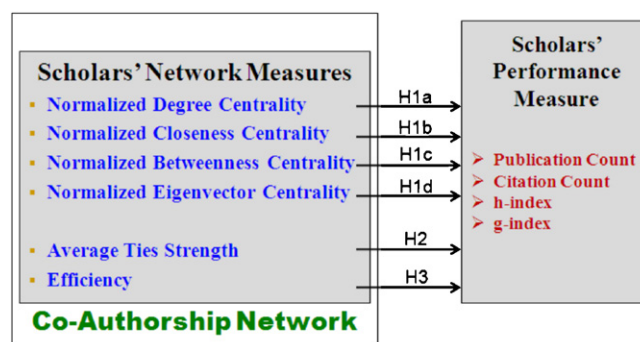 Scholars' Network Measures
Normalized Degree Centrality
Normalized Closeness Centrality
Normalized Betweenness Centrality
Normalized Eigenvector Centrality
Average Ties Strength
Efficiency
Co-Authorship Network
H1a
H1b
H1c
H1d
H2
H3
Scholars'
Performance
Measure
Publication Count
Citation Count
h-index
g-index